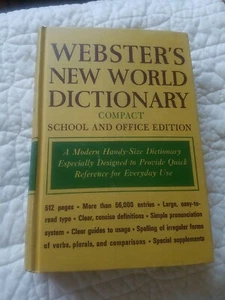 WEBSTER'S
NEW WORLD
DICTIONARY
COMPACT
SCHOOL AND OFFICE EDITION
A Modern Handy-Size Dictionary
Especially Designed to Provide Quick
Reference for Everyday Use
512 pages • More than 56,000 entries • Large, easy-to-
read type • Clear, concise definitions • Simple pronunciation
system • Clear guides to usage • Spelling of irregular forms
of verbs, plurals, and comparisons • Special supplements